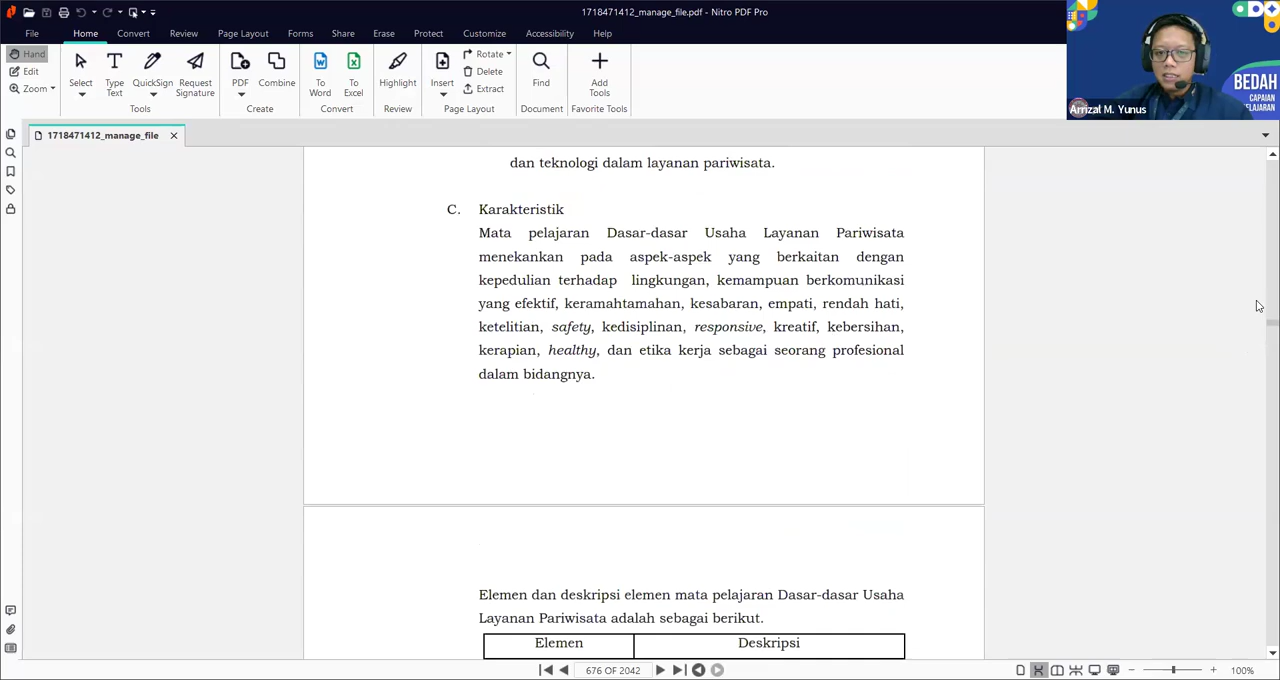 1718471412_manage_file.pdf - Nitro PDF Pro
File Home Convert Review Page Layout Forms Share Erase Protect Customize Accessibility Help
Hand
Edit
Zoom
Select
Type Text
QuickSign
Request Signature
Tools
PDF
Combine
Create
To Word
To Excel
Convert
Highlight
Review
Insert
Rotate
Delete
Extract
Page Layout
Find
Document
Add Tools
Favorite Tools
BEDAH
CAPAIAN
Arrizal M. Yunus
1718471412_manage_file
dan teknologi dalam layanan pariwisata.
C. Karakteristik
Mata pelajaran Dasar-dasar Usaha Layanan Pariwisata
menekankan pada aspek-aspek yang berkaitan dengan
kepedulian terhadap lingkungan, kemampuan berkomunikasi
yang efektif, keramahtamahan, kesabaran, empati, rendah hati,
ketelitian, safety, kedisiplinan, responsive, kreatif, kebersihan,
kerapian, healthy, dan etika kerja sebagai seorang profesional
dalam bidangnya.
Elemen dan deskripsi elemen mata pelajaran Dasar-dasar Usaha
Layanan Pariwisata adalah sebagai berikut.
Elemen Deskripsi
676 OF 2042
100%